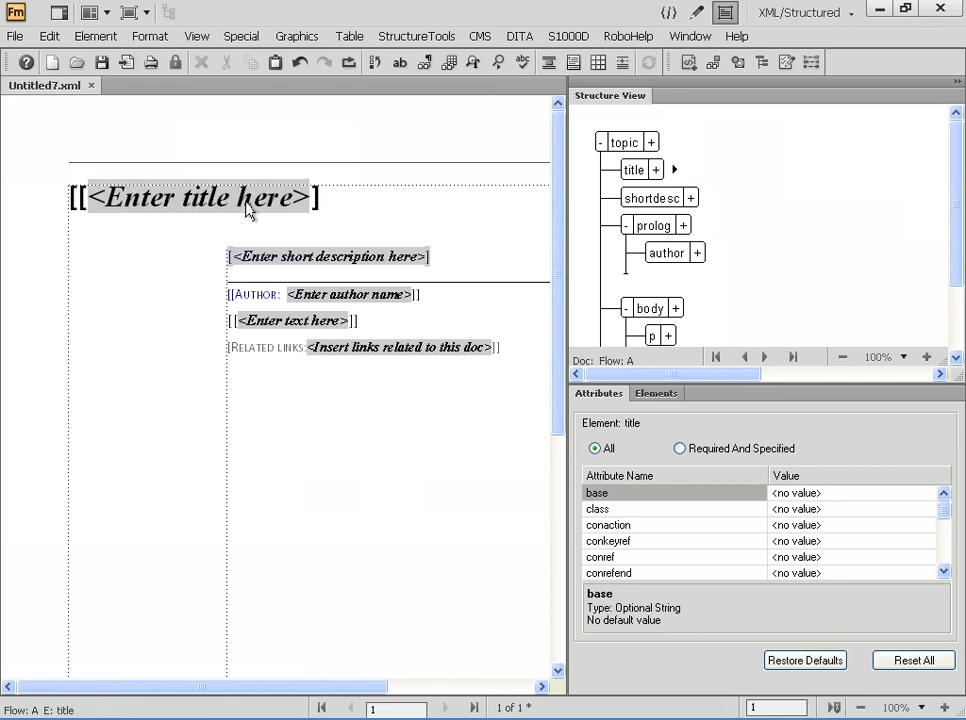 Fm
XML/Structured
File Edit Element Format View Special Graphics Table StructureTools CMS DITA S1000D RoboHelp Window Help
Untitled7.xml ×
Structure View
[[<Enter title here>]
[<Enter short description here>]
[[AUTHOR: <Enter author name>]]
[[<Enter text here>]]
[RELATED LINKS:<Insert links related to this doc>]]
- topic +
title +
shortdesc +
- prolog +
author +
- body +
p +
Doc: Flow: A
100%
Attributes Elements
Element: title
All Required And Specified
Attribute Name Value
base <no value>
class <no value>
conaction <no value>
conkeyref <no value>
conref <no value>
conrefend <no value>
base
Type: Optional String
No default value
Restore Defaults Reset All
Flow: A E: title 1 1 of 1 * 1 100%